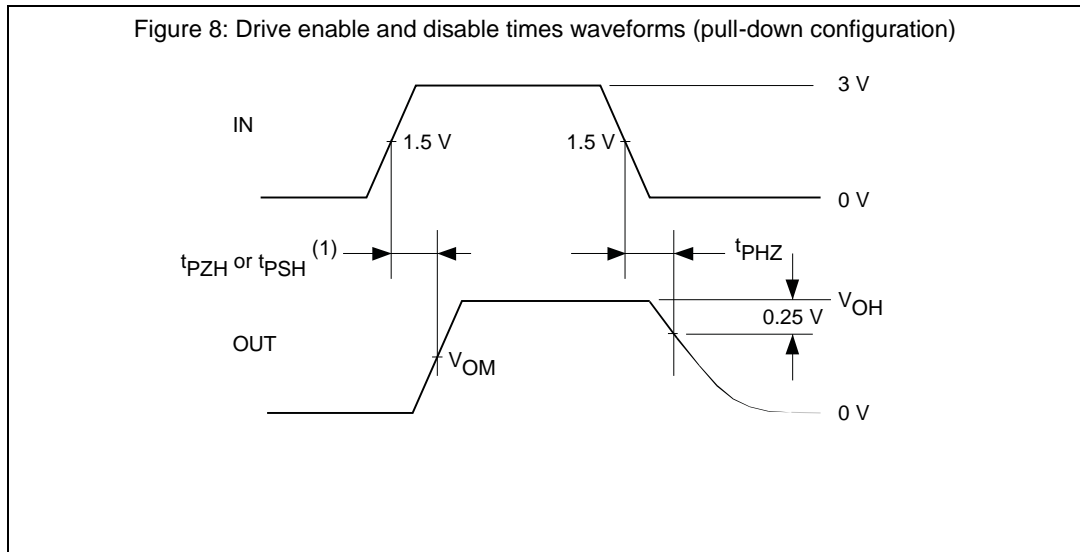 Figure 8: Drive enable and disable times waveforms (pull-down configuration)
3 V
IN
1.5 V
1.5 V
0 V
tPZH or tPSH (1)
tPHZ
VOH
0.25 V
OUT
VOM
0 V